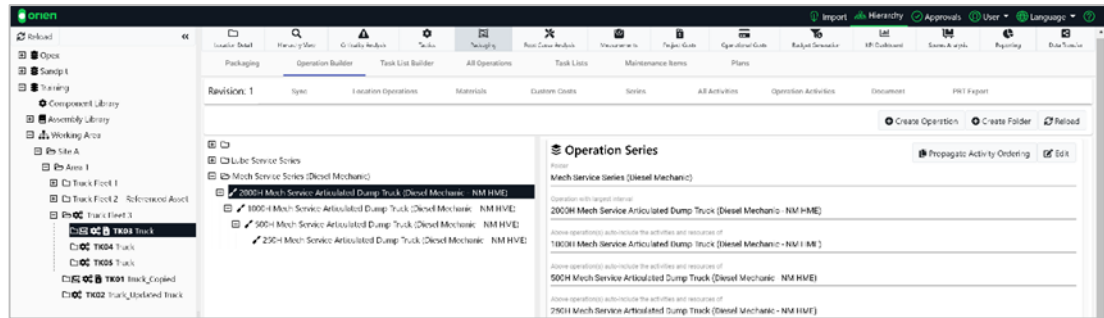 orien
Import Hierarchy Approvals User Language
Reload
Location Detail Hierarchy View Criticality Analysis Tactics Packaging Root Cause Analysis Measurements Project Costs Operational Costs Budget Scenarios KPI Dashboard Scenario Analysis Reporting Data Transfer
Packaging Operation Builder Task List Builder All Operations Task Lists Maintenance Items Plans
Revision: 1 Sync Location Operations Materials Custom Costs Series All Activities Operation Activities Document PRT Export
Create Operation Create Folder Reload
Opex
Sandpit
Training
Component Library
Assembly Library
Working Area
Site A
Area 1
Truck Fleet 1
Truck Fleet 2 Referenced Asset
Truck Fleet 3
TK03 Truck
TK04 Truck
TK05 Truck
TK01 Truck_Copied
TK02 Truck_Updated Truck
Lube Service Series
Mech Service Series (Diesel Mechanic)
2000H Mech Service Articulated Dump Truck (Diesel Mechanic - NM HME)
1000H Mech Service Articulated Dump Truck (Diesel Mechanic - NM HME)
500H Mech Service Articulated Dump Truck (Diesel Mechanic - NM HME)
250H Mech Service Articulated Dump Truck (Diesel Mechanic - NM HME)
Operation Series
Propagate Activity Ordering Edit
Folder
Mech Service Series (Diesel Mechanic)
Operation with largest interval
2000H Mech Service Articulated Dump Truck (Diesel Mechanic - NM HME)
Above operation(s) auto-include the activities and resources of
1000H Mech Service Articulated Dump Truck (Diesel Mechanic - NM HME)
Above operation(s) auto-include the activities and resources of
500H Mech Service Articulated Dump Truck (Diesel Mechanic - NM HME)
Above operation(s) auto-include the activities and resources of
250H Mech Service Articulated Dump Truck (Diesel Mechanic - NM HME)